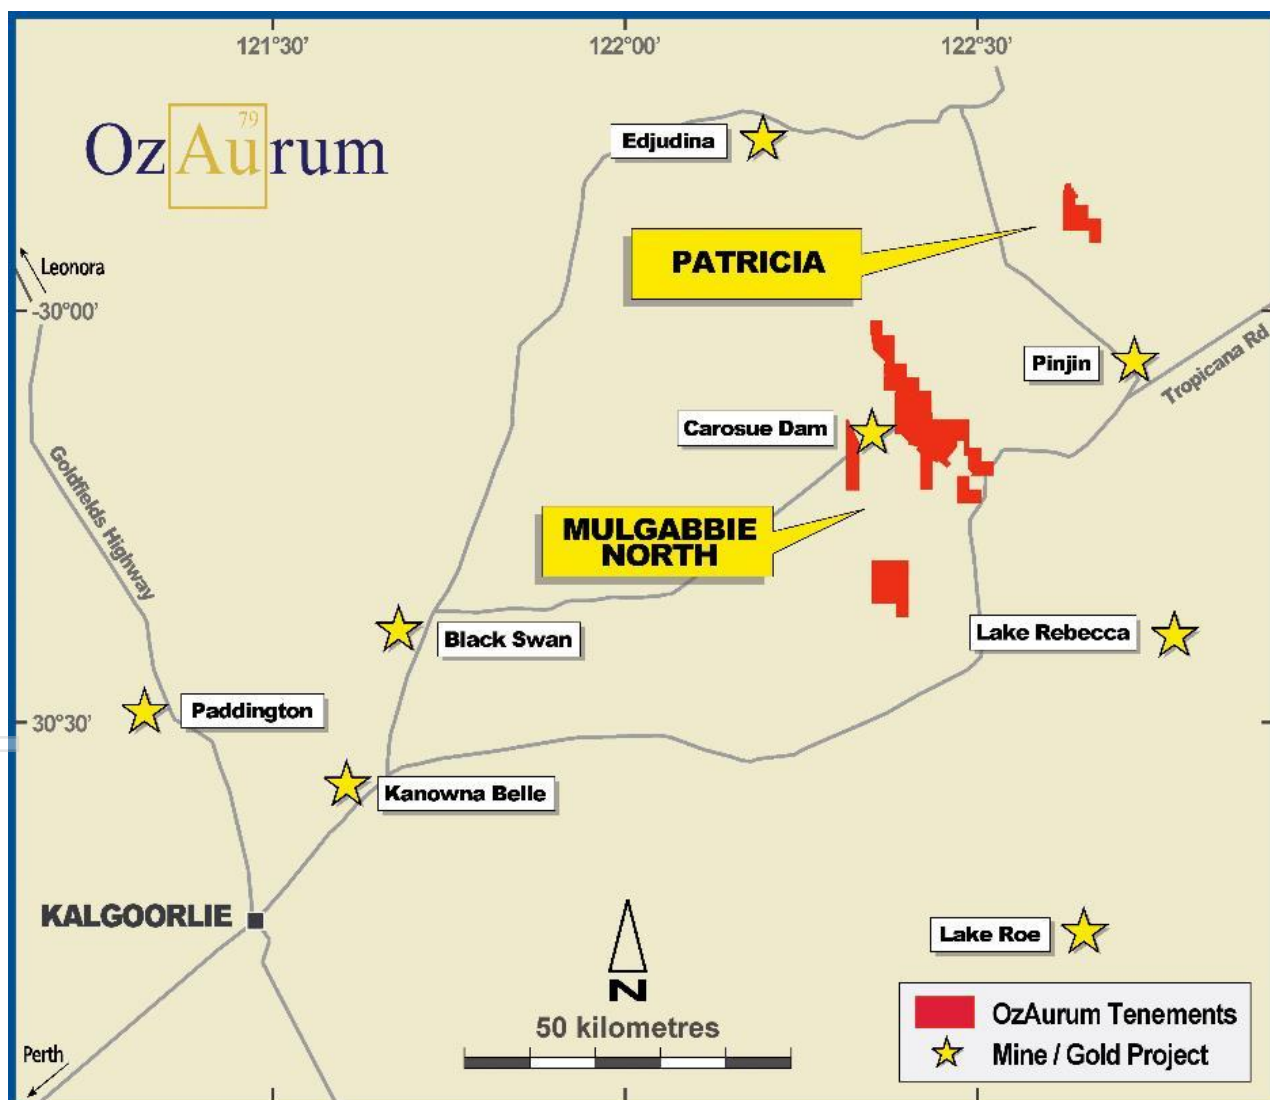 121°30'
122°00'
122°30'
79
OzAurum
Edjudina
PATRICIA
Leonora
-30°00'
Pinjin
Tropicana Rd
Carosue Dam
Goldfields Highway
MULGABBIE
NORTH
Black Swan
Lake Rebecca
Paddington
30°30'
Kanowna Belle
KALGOORLIE
Lake Roe
N
50 kilometres
OzAurum Tenements
Mine / Gold Project
Perth